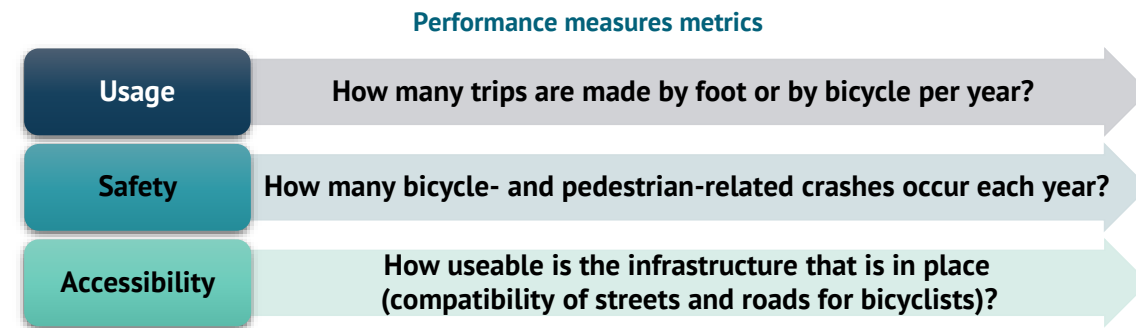 Performance measures metrics
Usage
How many trips are made by foot or by bicycle per year?
Safety
How many bicycle- and pedestrian-related crashes occur each year?
Accessibility
How useable is the infrastructure that is in place
(compatibility of streets and roads for bicyclists)?